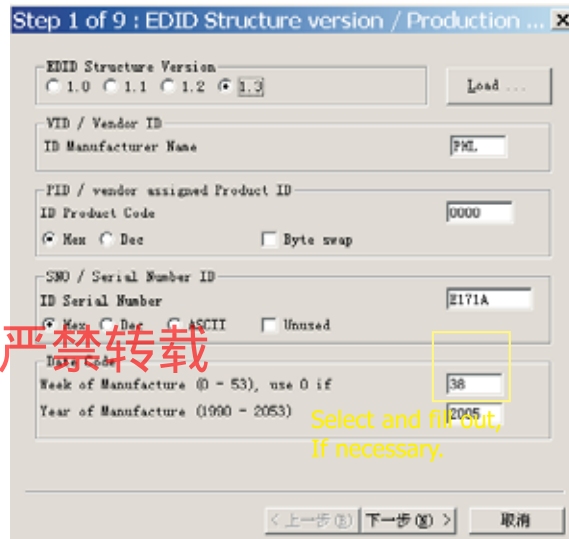 Step 1 of 9 : EDID Structure version / Production ...
EDID Structure Version
1.0 1.1 1.2 1.3
Load ...
VID / Vendor ID
ID Manufacturer Name
PML
PID / vendor assigned Product ID
ID Product Code
0000
Hex Dec Byte swap
SNO / Serial Number ID
ID Serial Number
E171A
Hex Dec ASCII Unused
严禁转载
Date Code
Week of Manufacture (0 - 53), use 0 if
38
Year of Manufacture (1990 - 2053)
2005
Select and fill out,
If necessary.
< 上一步(B) 下一步(N) > 取消